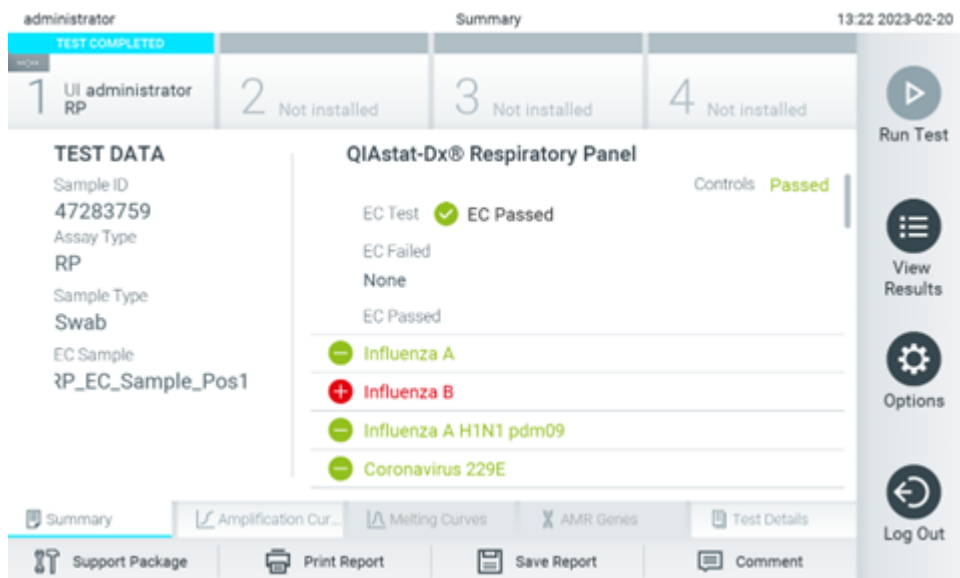 administrator
Summary
13:22 2023-02-20
TEST COMPLETED
--:--
1 UI administrator
RP
2 Not installed
3 Not installed
4 Not installed
Run Test
TEST DATA
Sample ID
47283759
Assay Type
RP
Sample Type
Swab
EC Sample
RP_EC_Sample_Pos1
QIAstat-Dx® Respiratory Panel
Controls Passed
EC Test EC Passed
EC Failed
None
EC Passed
Influenza A
Influenza B
Influenza A H1N1 pdm09
Coronavirus 229E
View
Results
Options
Log Out
Summary
Amplification Cur...
Melting Curves
AMR Genes
Test Details
Support Package
Print Report
Save Report
Comment